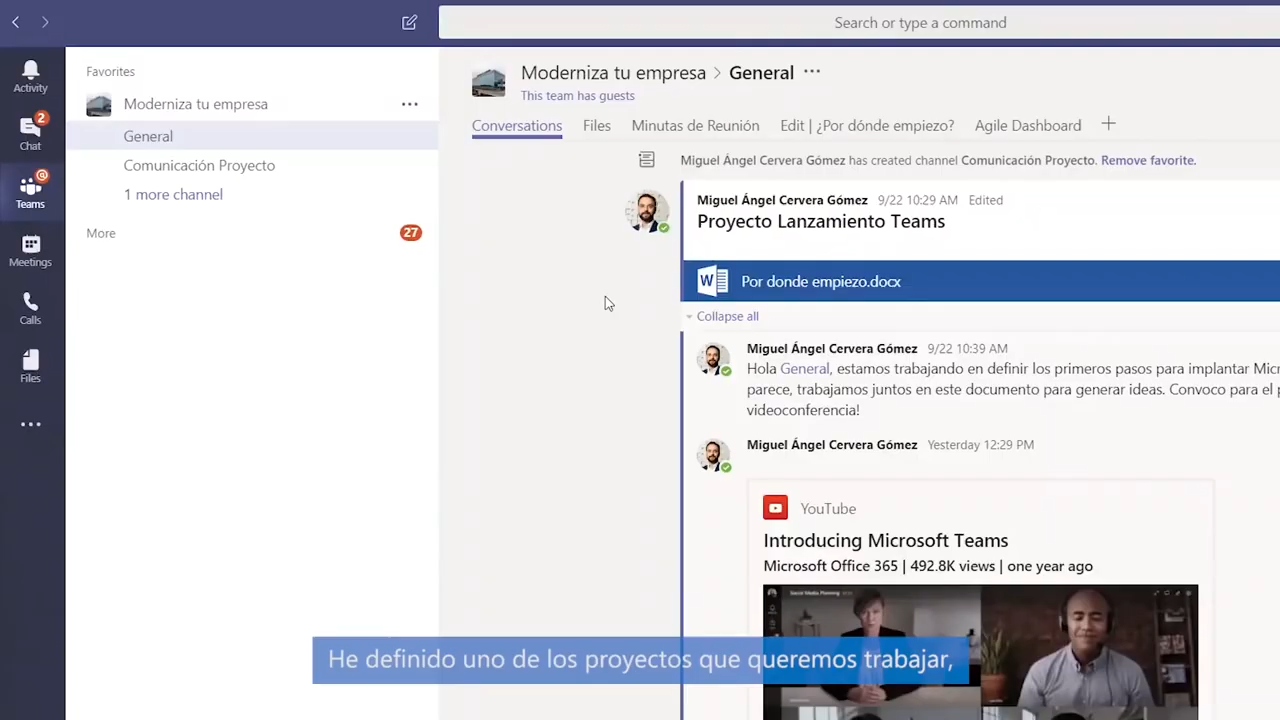 Search or type a command
Activity
2
Chat
@
Teams
Meetings
Calls
Files
Favorites
Moderniza tu empresa
General
Comunicación Proyecto
1 more channel
More
27
Moderniza tu empresa > General
This team has guests
Conversations Files Minutas de Reunión Edit | ¿Por dónde empiezo? Agile Dashboard
Miguel Ángel Cervera Gómez has created channel Comunicación Proyecto. Remove favorite.
Miguel Ángel Cervera Gómez 9/22 10:29 AM Edited
Proyecto Lanzamiento Teams
W Por donde empiezo.docx
Collapse all
Miguel Ángel Cervera Gómez 9/22 10:39 AM
Hola General, estamos trabajando en definir los primeros pasos para implantar Micr
parece, trabajamos juntos en este documento para generar ideas. Convoco para el p
videoconferencia!
Miguel Ángel Cervera Gómez Yesterday 12:29 PM
YouTube
Introducing Microsoft Teams
Microsoft Office 365 | 492.8K views | one year ago
Social Media Planning
He definido uno de los proyectos que queremos trabajar,